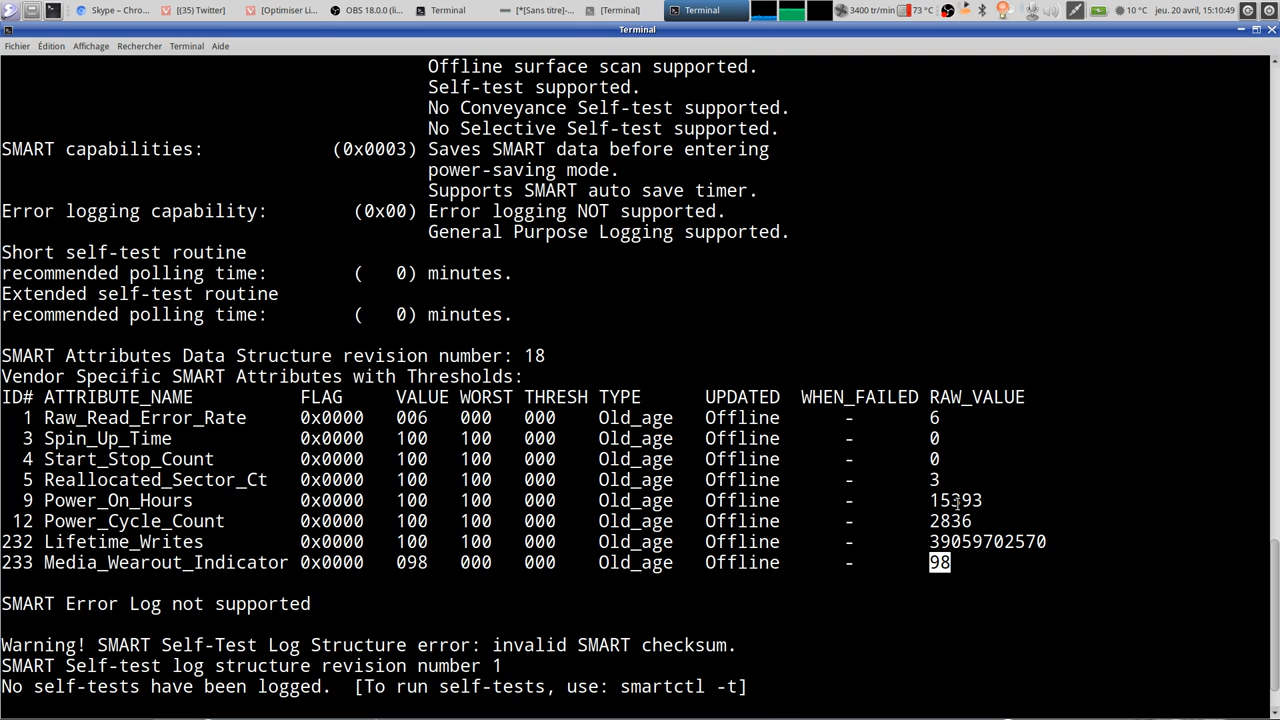 Skype – Chro...
[(35) Twitter]
[Optimiser Li...
OBS 18.0.0 (li...
Terminal
[*[Sans titre]-...
[Terminal]
Terminal
3400 tr/min
73 °C
10 °C
jeu. 20 avril, 15:10:49
Terminal
Fichier Édition Affichage Rechercher Terminal Aide
Offline surface scan supported.
Self-test supported.
No Conveyance Self-test supported.
No Selective Self-test supported.
SMART capabilities: (0x0003) Saves SMART data before entering
power-saving mode.
Supports SMART auto save timer.
Error logging capability: (0x00) Error logging NOT supported.
General Purpose Logging supported.
Short self-test routine
recommended polling time: ( 0) minutes.
Extended self-test routine
recommended polling time: ( 0) minutes.
SMART Attributes Data Structure revision number: 18
Vendor Specific SMART Attributes with Thresholds:
ID# ATTRIBUTE_NAME FLAG VALUE WORST THRESH TYPE UPDATED WHEN_FAILED RAW_VALUE
1 Raw_Read_Error_Rate 0x0000 006 000 000 Old_age Offline - 6
3 Spin_Up_Time 0x0000 100 100 000 Old_age Offline - 0
4 Start_Stop_Count 0x0000 100 100 000 Old_age Offline - 0
5 Reallocated_Sector_Ct 0x0000 100 100 000 Old_age Offline - 3
9 Power_On_Hours 0x0000 100 100 000 Old_age Offline - 15393
12 Power_Cycle_Count 0x0000 100 100 000 Old_age Offline - 2836
232 Lifetime_Writes 0x0000 100 100 000 Old_age Offline - 39059702570
233 Media_Wearout_Indicator 0x0000 098 000 000 Old_age Offline - 98
SMART Error Log not supported
Warning! SMART Self-Test Log Structure error: invalid SMART checksum.
SMART Self-test log structure revision number 1
No self-tests have been logged. [To run self-tests, use: smartctl -t]